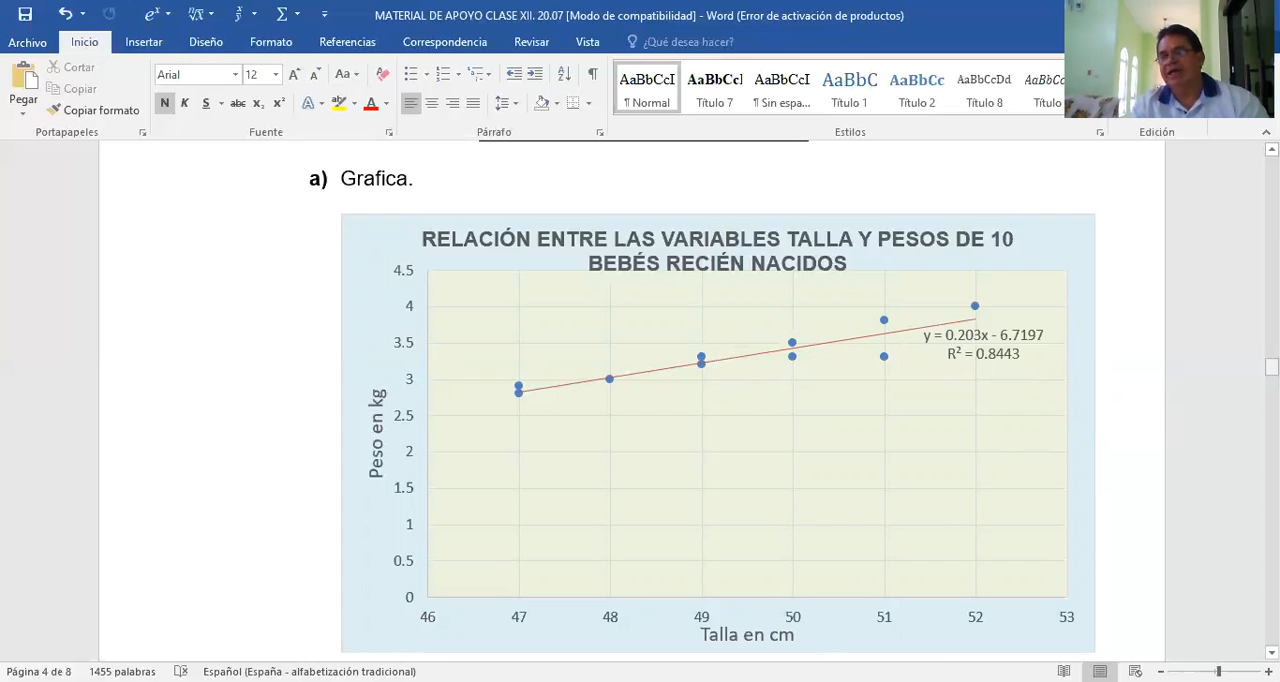 MATERIAL DE APOYO CLASE XII. 20.07 [Modo de compatibilidad] - Word (Error de activación de productos)
Archivo Inicio Insertar Diseño Formato Referencias Correspondencia Revisar Vista ¿Qué desea hacer?
Pegar
Cortar
Copiar
Copiar formato
Arial 12
Aa
N K S abc x₂ x²
AaBbCcI AaBbCcI AaBbCcI AaBbC AaBbCc AaBbCcDd AaBbCc
¶ Normal Título 7 ¶ Sin espa... Título 1 Título 2 Título 8 Título
Portapapeles Fuente Párrafo Estilos Edición
a) Grafica.
RELACIÓN ENTRE LAS VARIABLES TALLA Y PESOS DE 10
BEBÉS RECIÉN NACIDOS
4.5
4
3.5
3
2.5
2
1.5
1
0.5
0
Peso en kg
y = 0.203x - 6.7197
R² = 0.8443
46 47 48 49 50 51 52 53
Talla en cm
Página 4 de 8 1455 palabras Español (España - alfabetización tradicional)